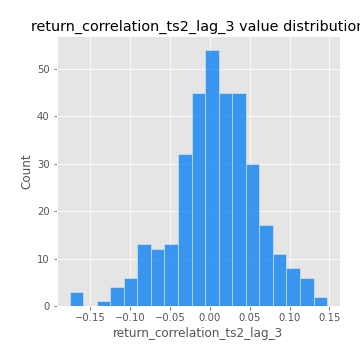 return_correlation_ts2_lag_3 value distribution
Count
50
40
30
20
10
0
−0.15 −0.10 −0.05 0.00 0.05 0.10 0.15
return_correlation_ts2_lag_3